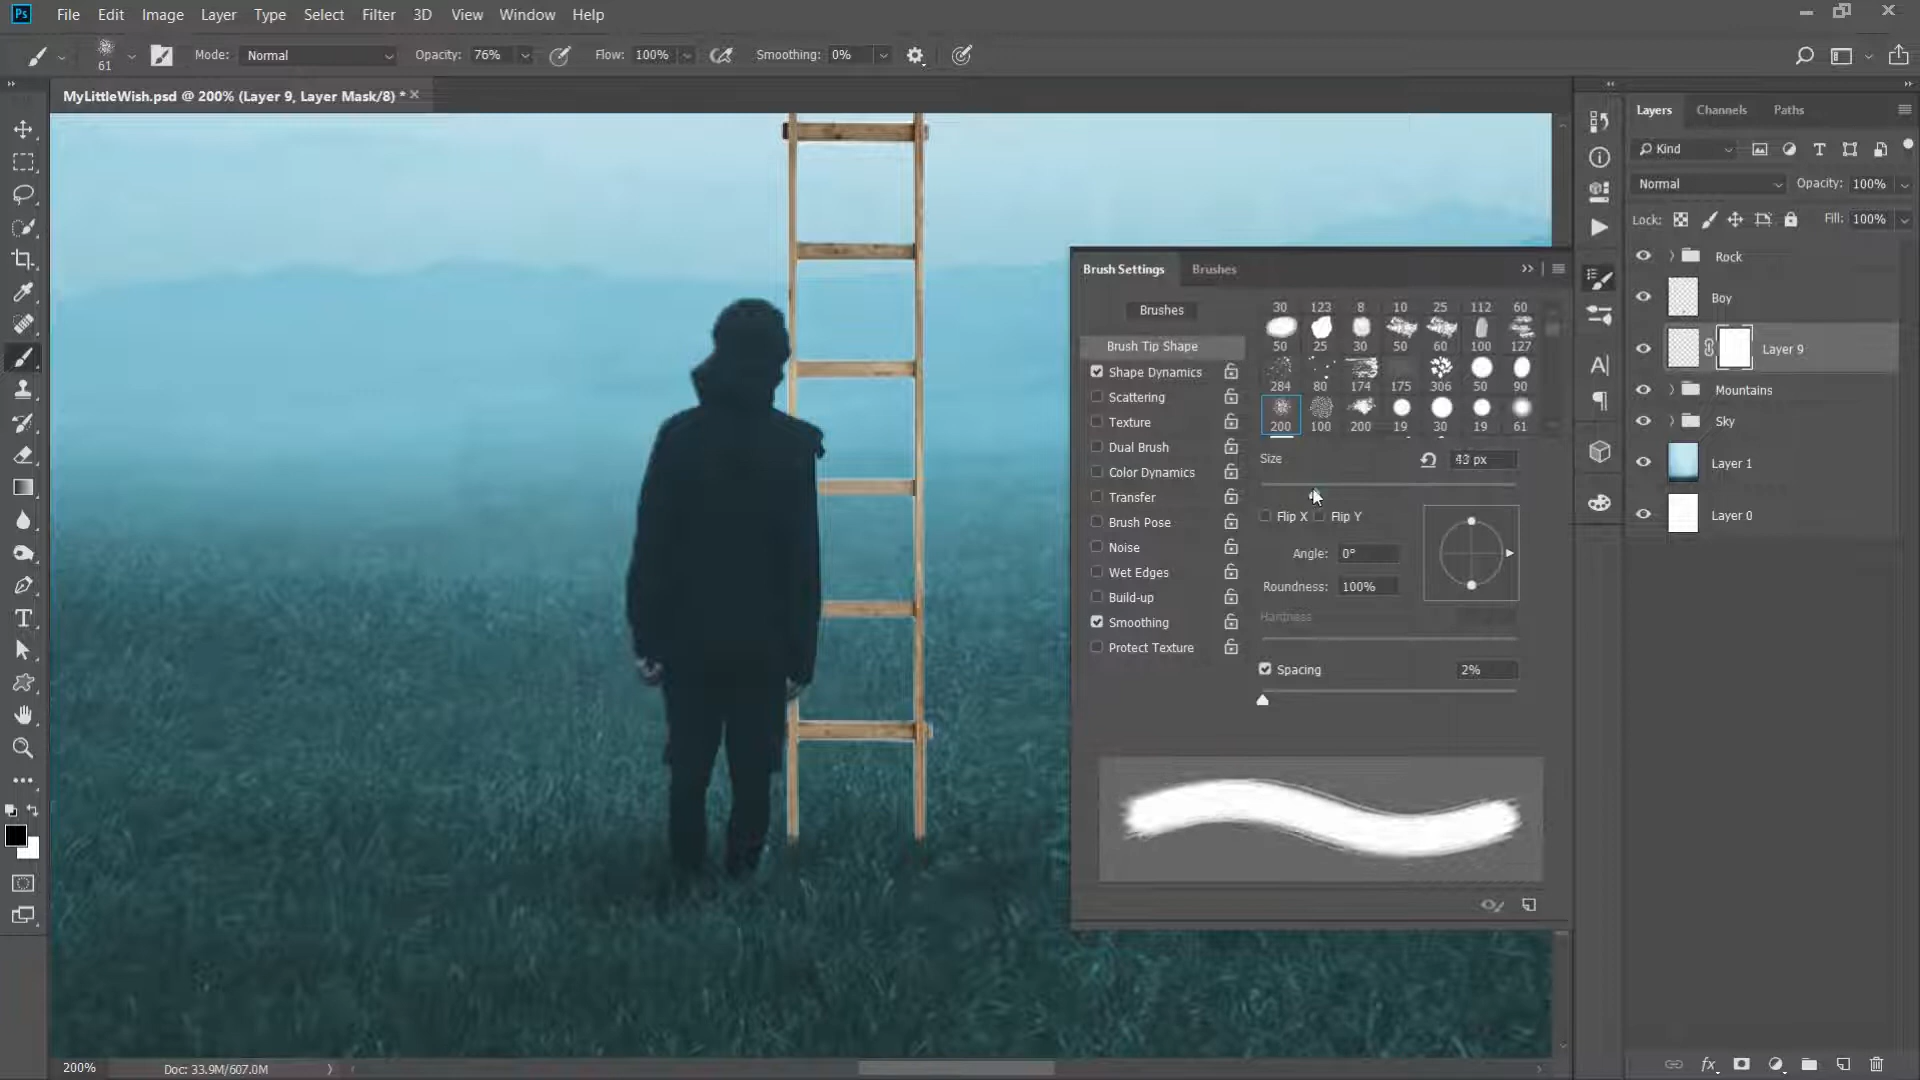 Ps File Edit Image Layer Type Select Filter 3D View Window Help
61 Mode: Normal Opacity: 76% Flow: 100% Smoothing: 0%
MyLittleWish.psd @ 200% (Layer 9, Layer Mask/8) *
Brush Settings Brushes
Brushes
Brush Tip Shape
Shape Dynamics
Scattering
Texture
Dual Brush
Color Dynamics
Transfer
Brush Pose
Noise
Wet Edges
Build-up
Smoothing
Protect Texture
30 123 8 10 25 112 60
50 25 30 50 60 100 127
284 80 174 175 306 50 90
200 100 200 19 30 19 61
Size 43 px
Flip X Flip Y
Angle: 0°
Roundness: 100%
Hardness
Spacing 2%
Layers Channels Paths
Kind
Normal Opacity: 100%
Lock: Fill: 100%
Rock
Boy
Layer 9
Mountains
Sky
Layer 1
Layer 0
200% Doc: 33.9M/607.0M